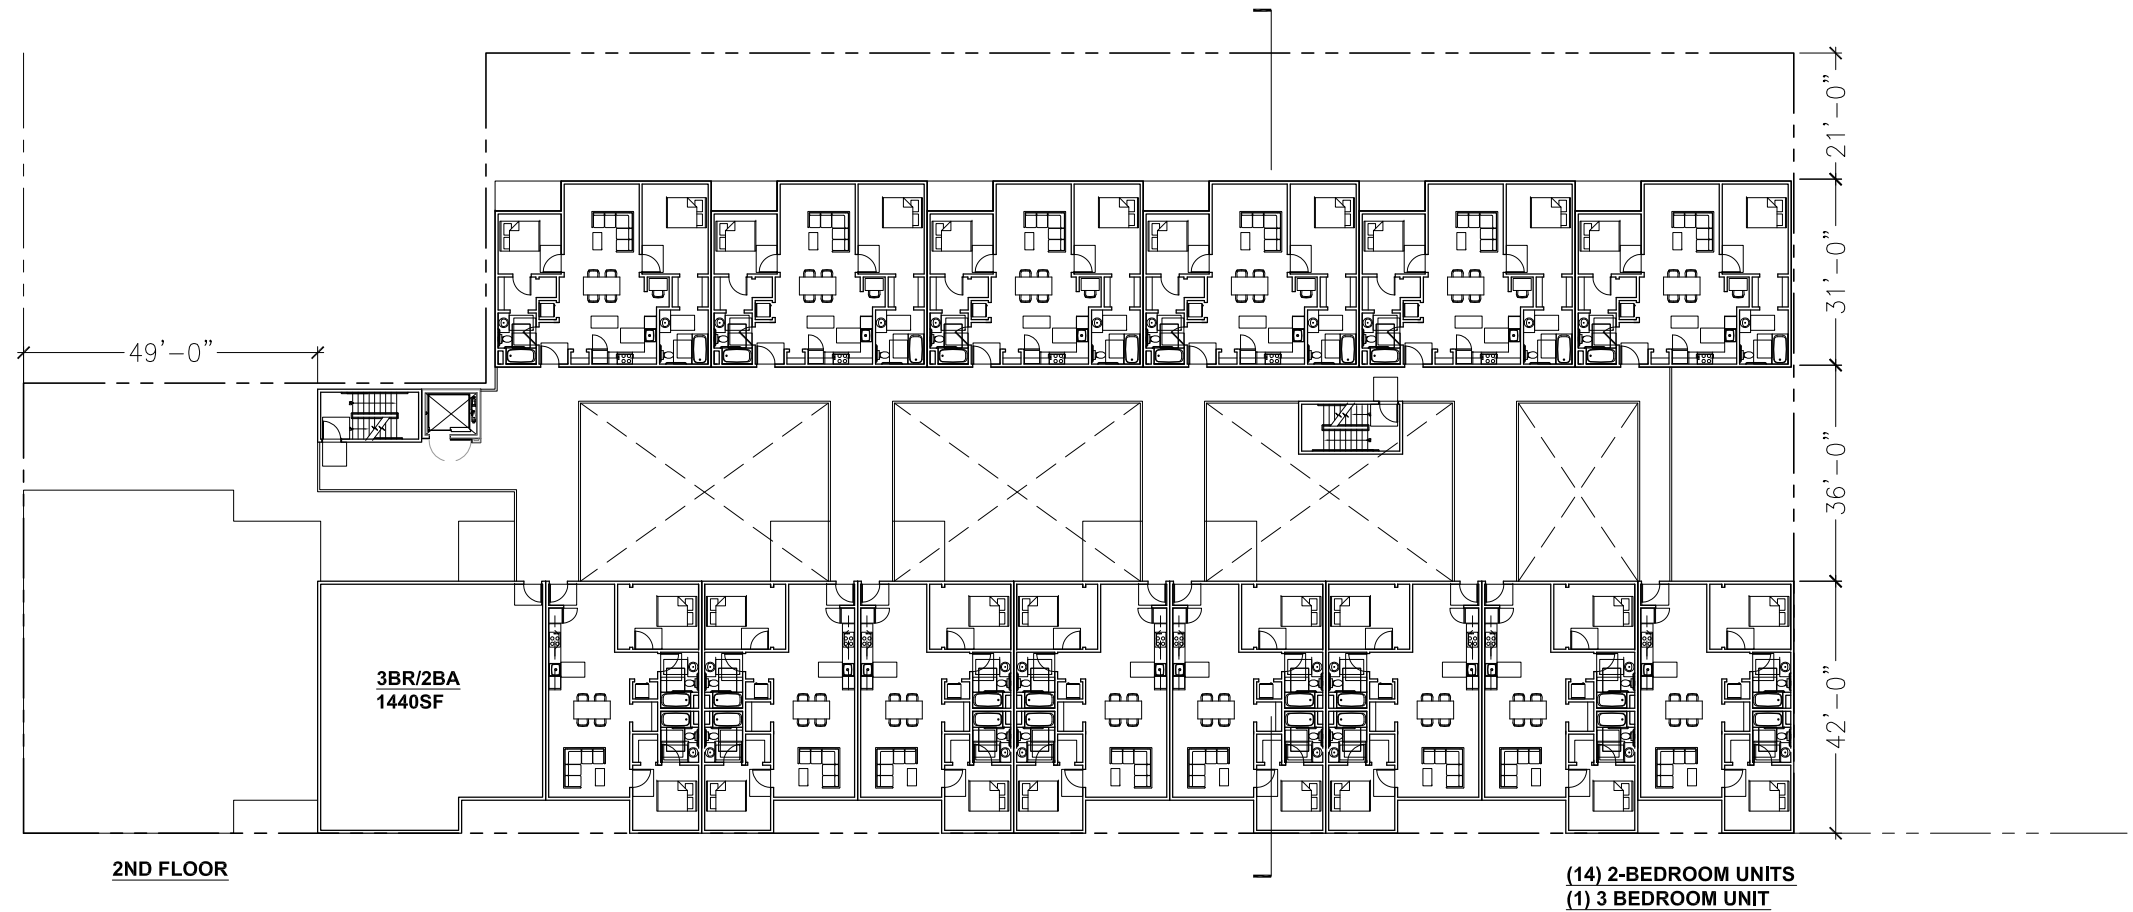 21'-0"
31'-0"
49'-0"
36'-0"
3BR/2BA
1440SF
42'-0"
2ND FLOOR
(14) 2-BEDROOM UNITS
(1) 3 BEDROOM UNIT